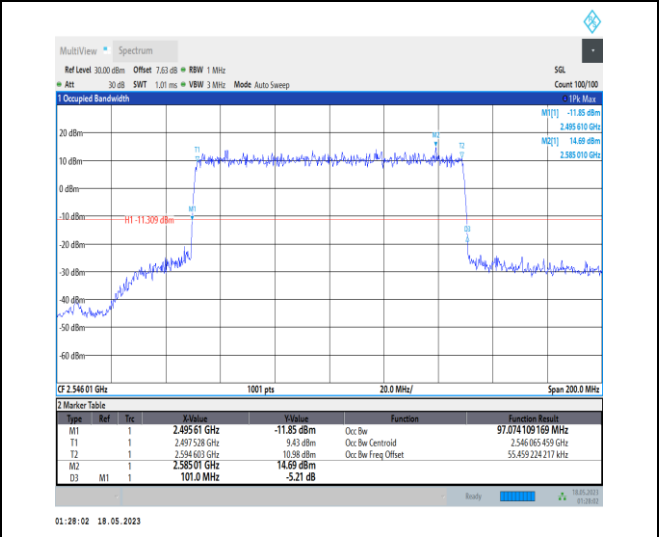 MultiView Spectrum
Ref Level 30.00 dBm Offset 7.63 dB RBW 1 MHz SGL
Att 30 dB SWT 1.01 ms VBW 3 MHz Mode Auto Sweep Count 100/100
1 Occupied Bandwidth 1Pk Max
M1[1] -11.85 dBm
2.495 610 GHz
M2[1] 14.69 dBm
2.585 010 GHz
20 dBm
M2
T1
T2
10 dBm
0 dBm
M1
-10 dBm
H1 -11.309 dBm
D3
-20 dBm
-30 dBm
-40 dBm
-50 dBm
-60 dBm
CF 2.546 01 GHz 1001 pts 20.0 MHz/ Span 200.0 MHz
2 Marker Table
Type Ref Trc X-Value Y-Value Function Function Result
M1 1 2.495 61 GHz -11.85 dBm Occ Bw 97.074 109 169 MHz
T1 1 2.497 528 GHz 9.43 dBm Occ Bw Centroid 2.546 065 459 GHz
T2 1 2.594 603 GHz 10.98 dBm Occ Bw Freq Offset 55.459 224 217 kHz
M2 1 2.585 01 GHz 14.69 dBm
D3 M1 1 101.0 MHz -5.21 dB
Ready 18.05.2023
01:28:02
01:28:02 18.05.2023